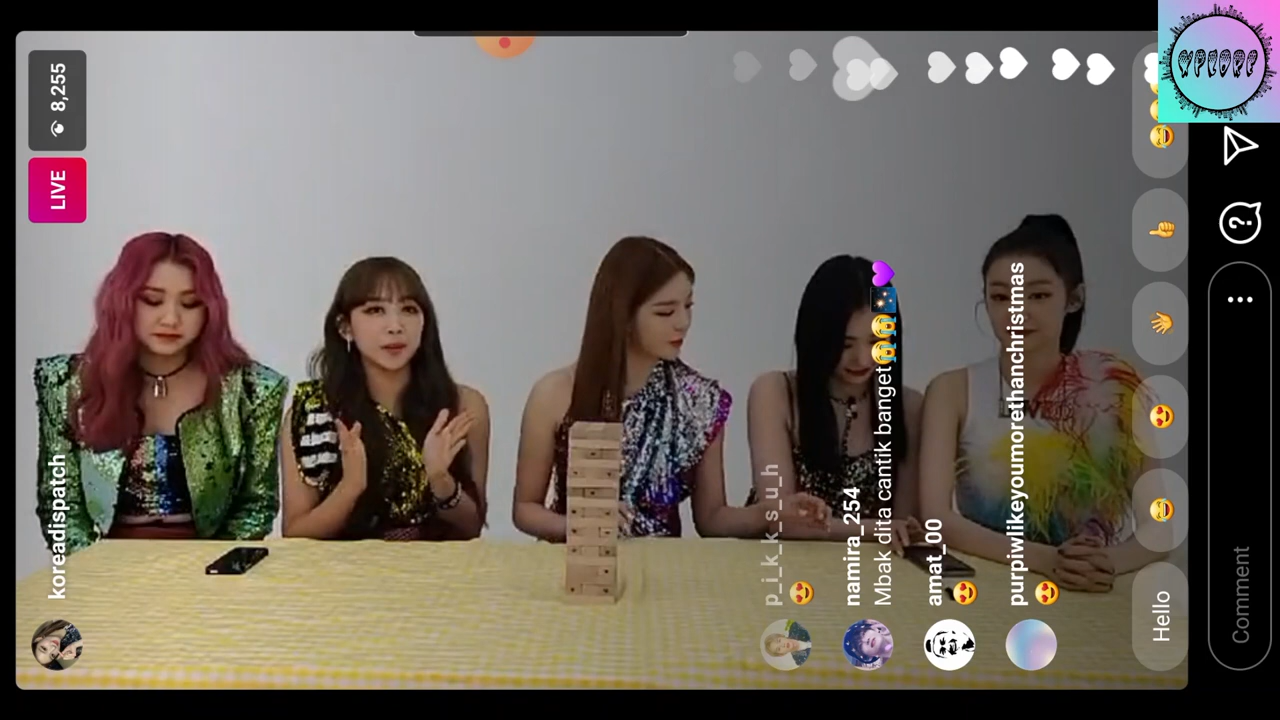 8,255
LIVE
koreadispatch
p_i_k_k_s_u_h
😍
namira_254
Mbak dita cantik banget😭😭🌌💜
amat_00
😍
purpiwlikeyoumorethanchristmas
😍
Hello
Comment